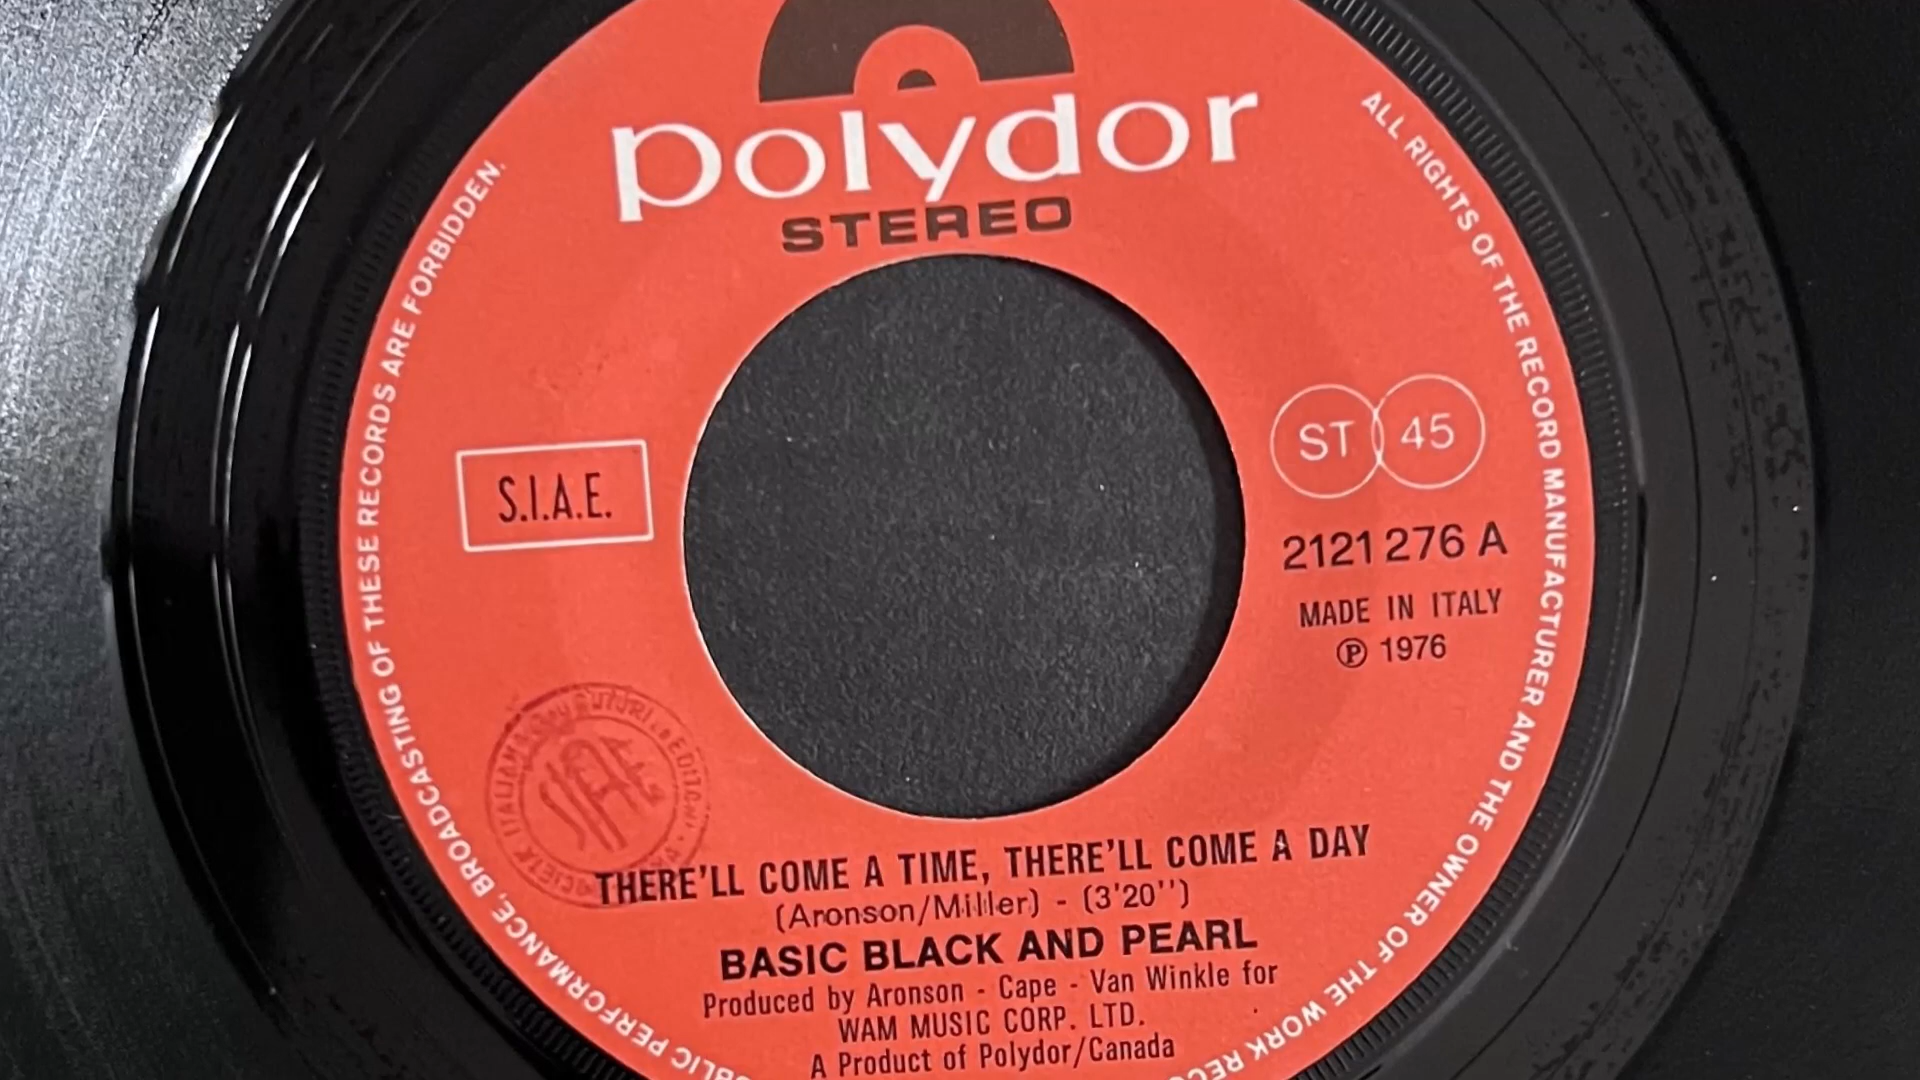 polydor
STEREO
ALL RIGHTS OF THE RECORD MANUFACTURER AND THE OWNER OF THE WORK
PERFORMANCE, BROADCASTING OF THESE RECORDS ARE FORBIDDEN.
S.I.A.E.
ST 45
2121 276 A
MADE IN ITALY
℗ 1976
SIAE
THERE'LL COME A TIME, THERE'LL COME A DAY
(Aronson/Miller) - (3'20'')
BASIC BLACK AND PEARL
Produced by Aronson - Cape - Van Winkle for
WAM MUSIC CORP. LTD.
A Product of Polydor/Canada